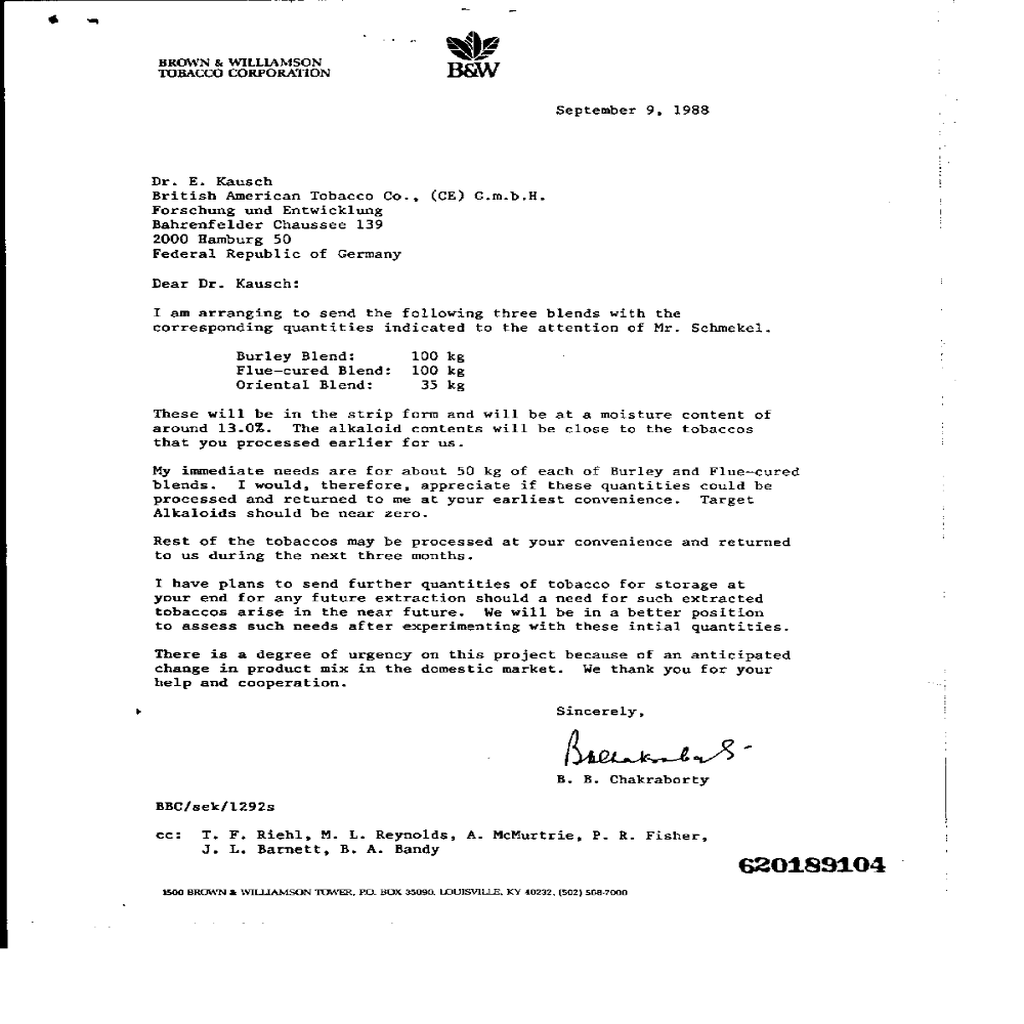 BROWN & WILLIAMSON
TOBACCO CORPORATION
B&W
September 9, 1988
Dr. E. Kausch
British American Tobacco Co., (CE) G.m.b.H.
Forschung und Entwicklung
Bahrenfelder Chaussee 139
2000 Hamburg 50
Federal Republic of Germany
Dear Dr. Kausch:
I am arranging to send the following three blends with the
corresponding quantities indicated to the attention of Mr. Schmekel.
Burley Blend: 100 kg
Flue-cured Blend: 100 kg
Oriental Blend: 35 kg
These will be in the strip form and will be at a moisture content of
around 13.0%. The alkaloid contents will be close to the tobaccos
that you processed earlier for us.
My immediate needs are for about 50 kg of each of Burley and Flue-cured
blends. I would, therefore, appreciate if these quantities could be
processed and returned to me at your earliest convenience. Target
Alkaloids should be near zero.
Rest of the tobaccos may be processed at your convenience and returned
to us during the next three months.
I have plans to send further quantities of tobacco for storage at
your end for any future extraction should a need for such extracted
tobaccos arise in the near future. We will be in a better position
to assess such needs after experimenting with these intial quantities.
There is a degree of urgency on this project because of an anticipated
change in product mix in the domestic market. We thank you for your
help and cooperation.
Sincerely,
B. B. Chakraborty
BBC/sek/1292s
cc: T. F. Riehl, M. L. Reynolds, A. McMurtrie, P. R. Fisher,
J. L. Barnett, B. A. Bandy
620189104
1500 BROWN & WILLIAMSON TOWER, P.O. BOX 35090, LOUISVILLE, KY 40232, (502) 568-7000